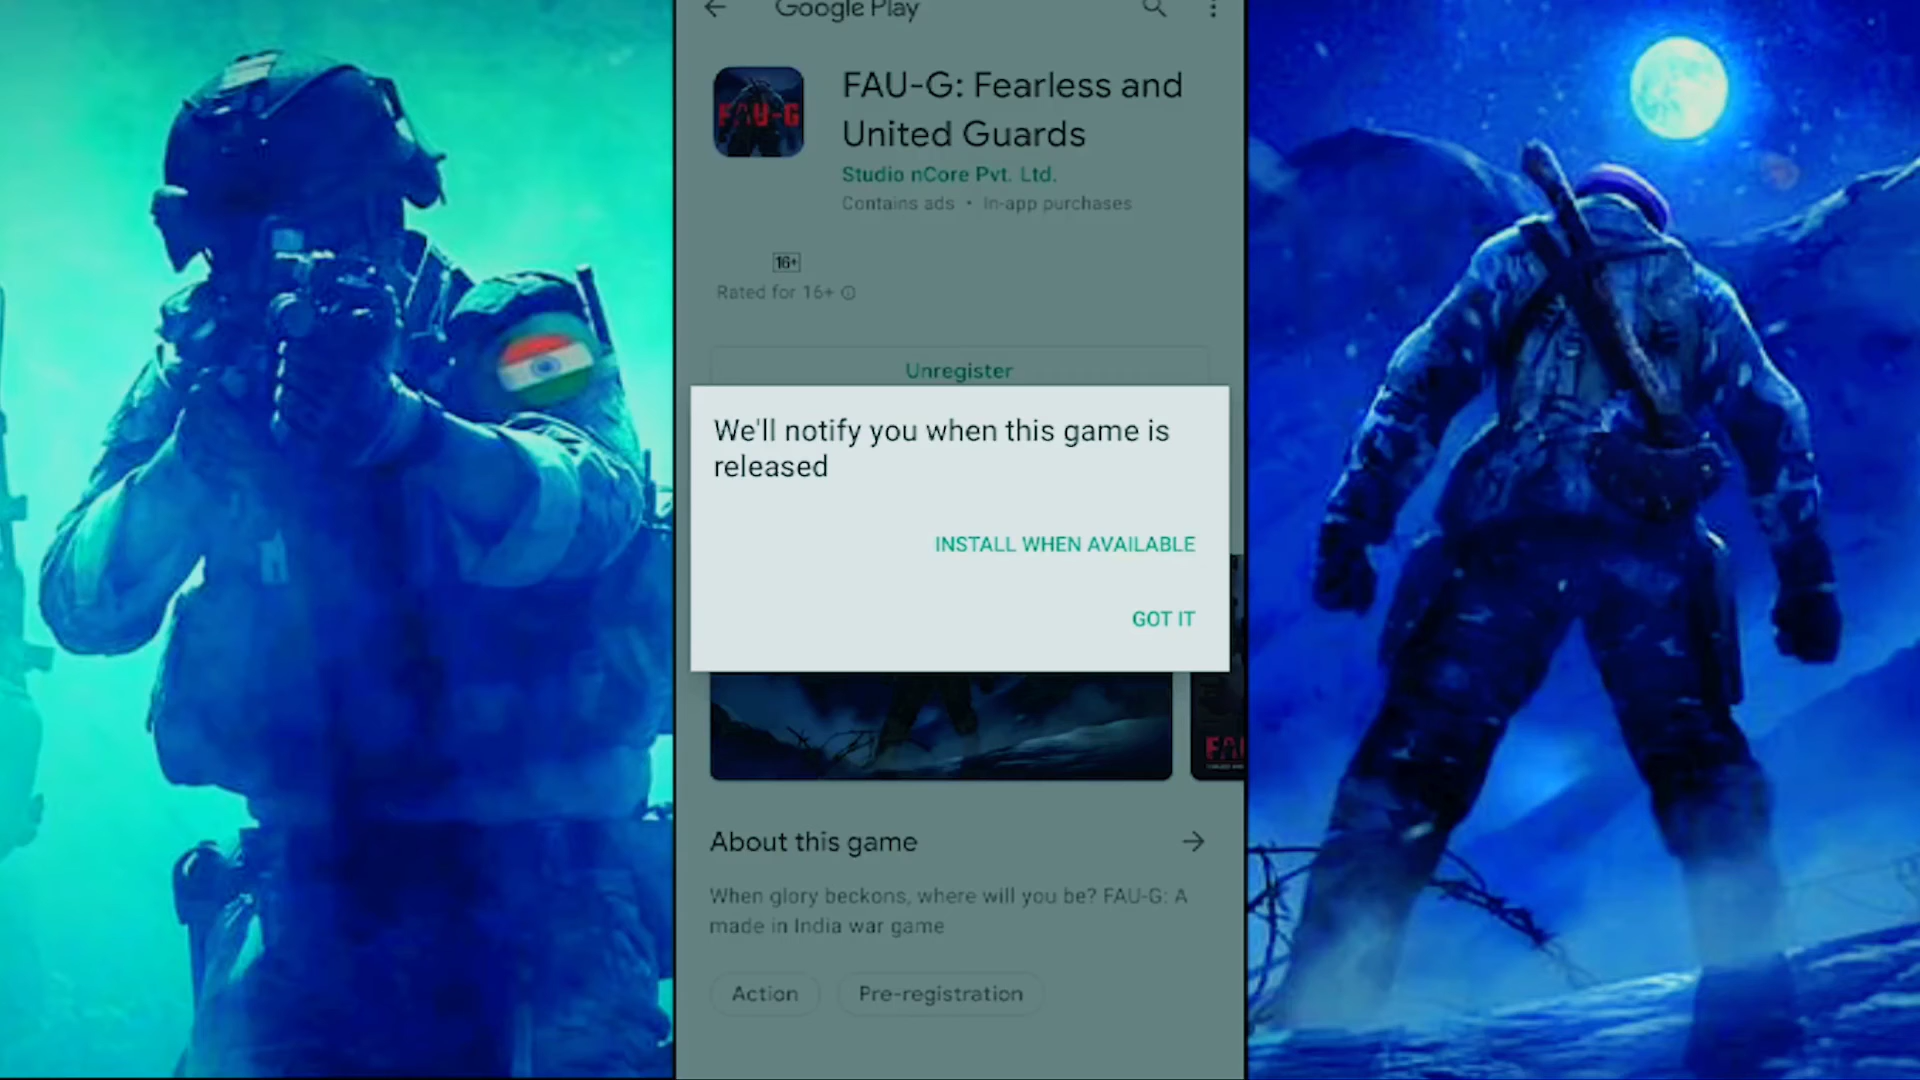 Google Play
FAU-G
FAU-G: Fearless and
United Guards
Studio nCore Pvt. Ltd.
Contains ads • In-app purchases
16+
Rated for 16+
Unregister
We'll notify you when this game is
released
INSTALL WHEN AVAILABLE
GOT IT
FAU
About this game
When glory beckons, where will you be? FAU-G: A
made in India war game
Action
Pre-registration